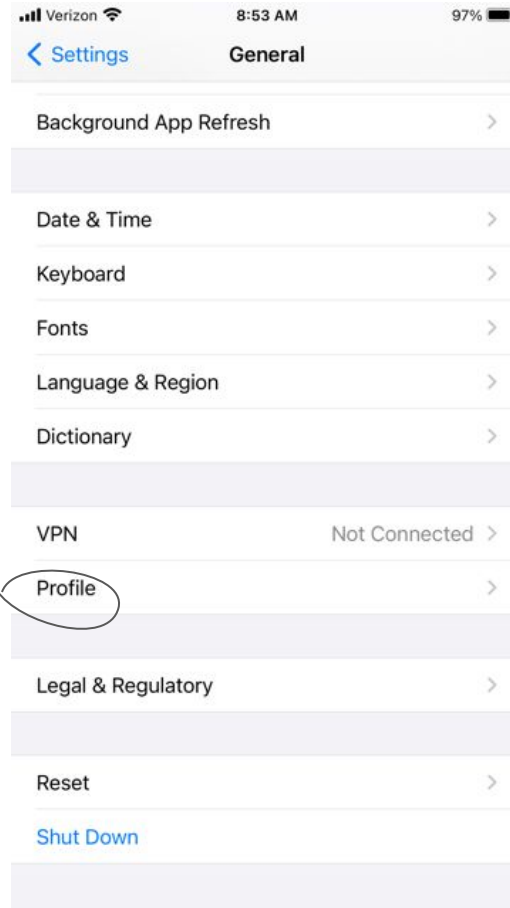 Verizon 8:53 AM 97%
Settings General
Background App Refresh
Date & Time
Keyboard
Fonts
Language & Region
Dictionary
VPN Not Connected
Profile
Legal & Regulatory
Reset
Shut Down